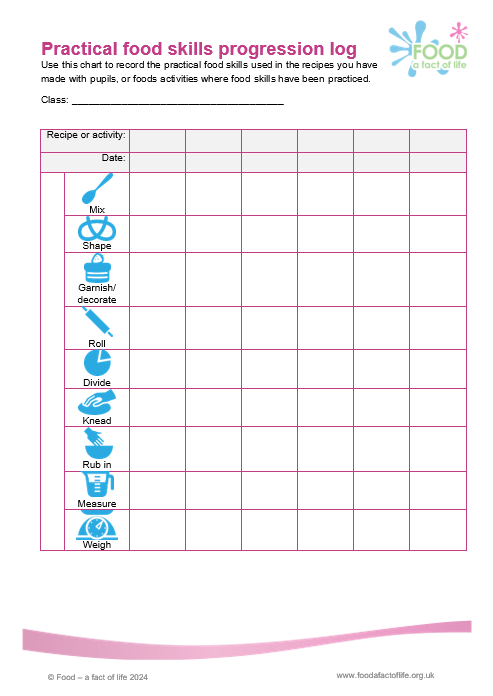 Practical food skills progression log
Use this chart to record the practical food skills used in the recipes you have
made with pupils, or foods activities where food skills have been practiced.
FOOD
a fact of life
Class: ______________________________________
Recipe or activity:
Date:
Mix
Shape
Garnish/
decorate
Roll
Divide
Knead
Rub in
Measure
Weigh
© Food – a fact of life 2024
www.foodafactoflife.org.uk